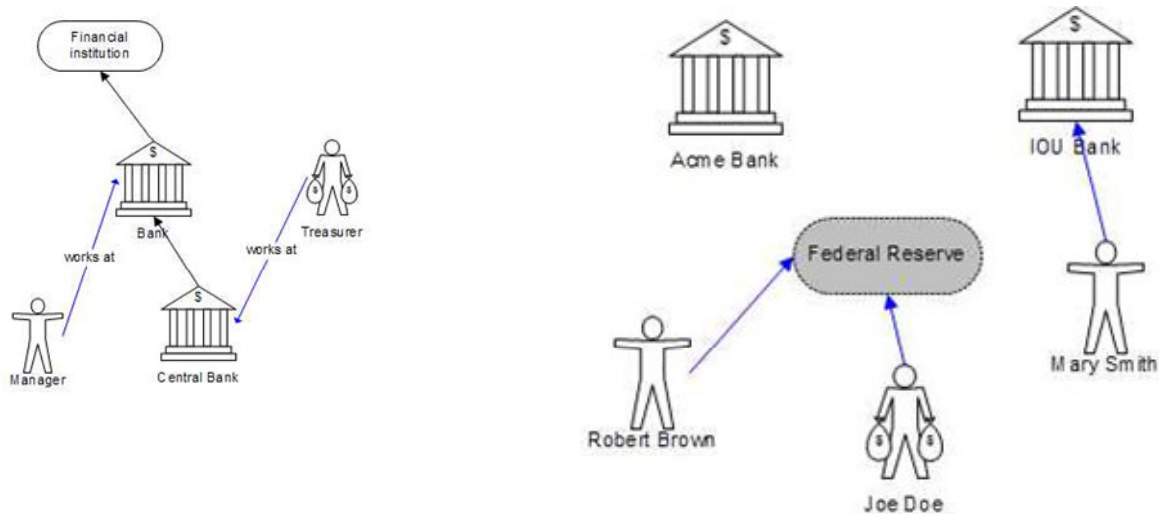 Financial
institution
$
Bank
$ $
Treasurer
works at
works at
$
Manager
Central Bank
$
Acme Bank
$
IOU Bank
Federal Reserve
Mary Smith
Robert Brown
$ $
Joe Doe